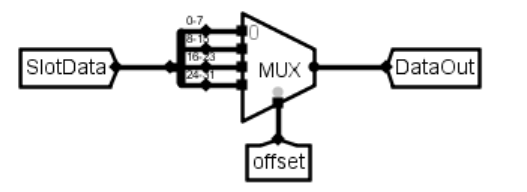 0-7
8-15
16-23
24-31
0
SlotData
MUX
DataOut
offset